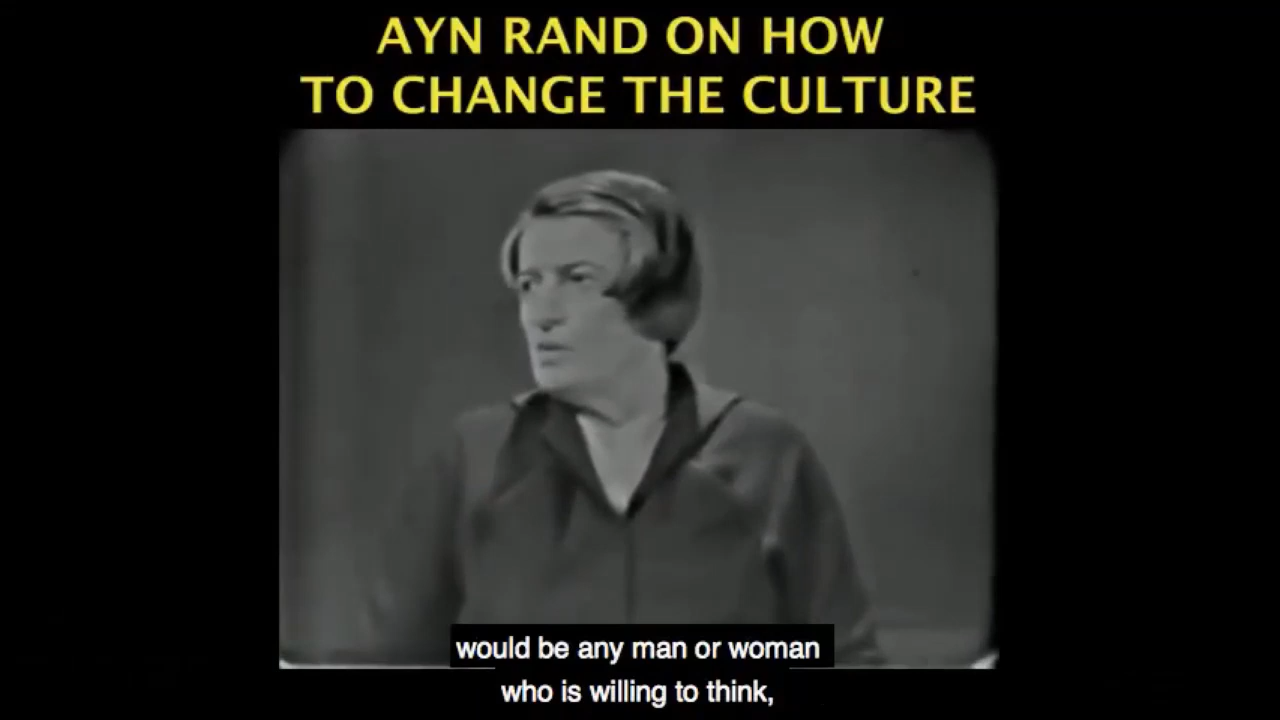 AYN RAND ON HOW
TO CHANGE THE CULTURE
would be any man or woman
who is willing to think,